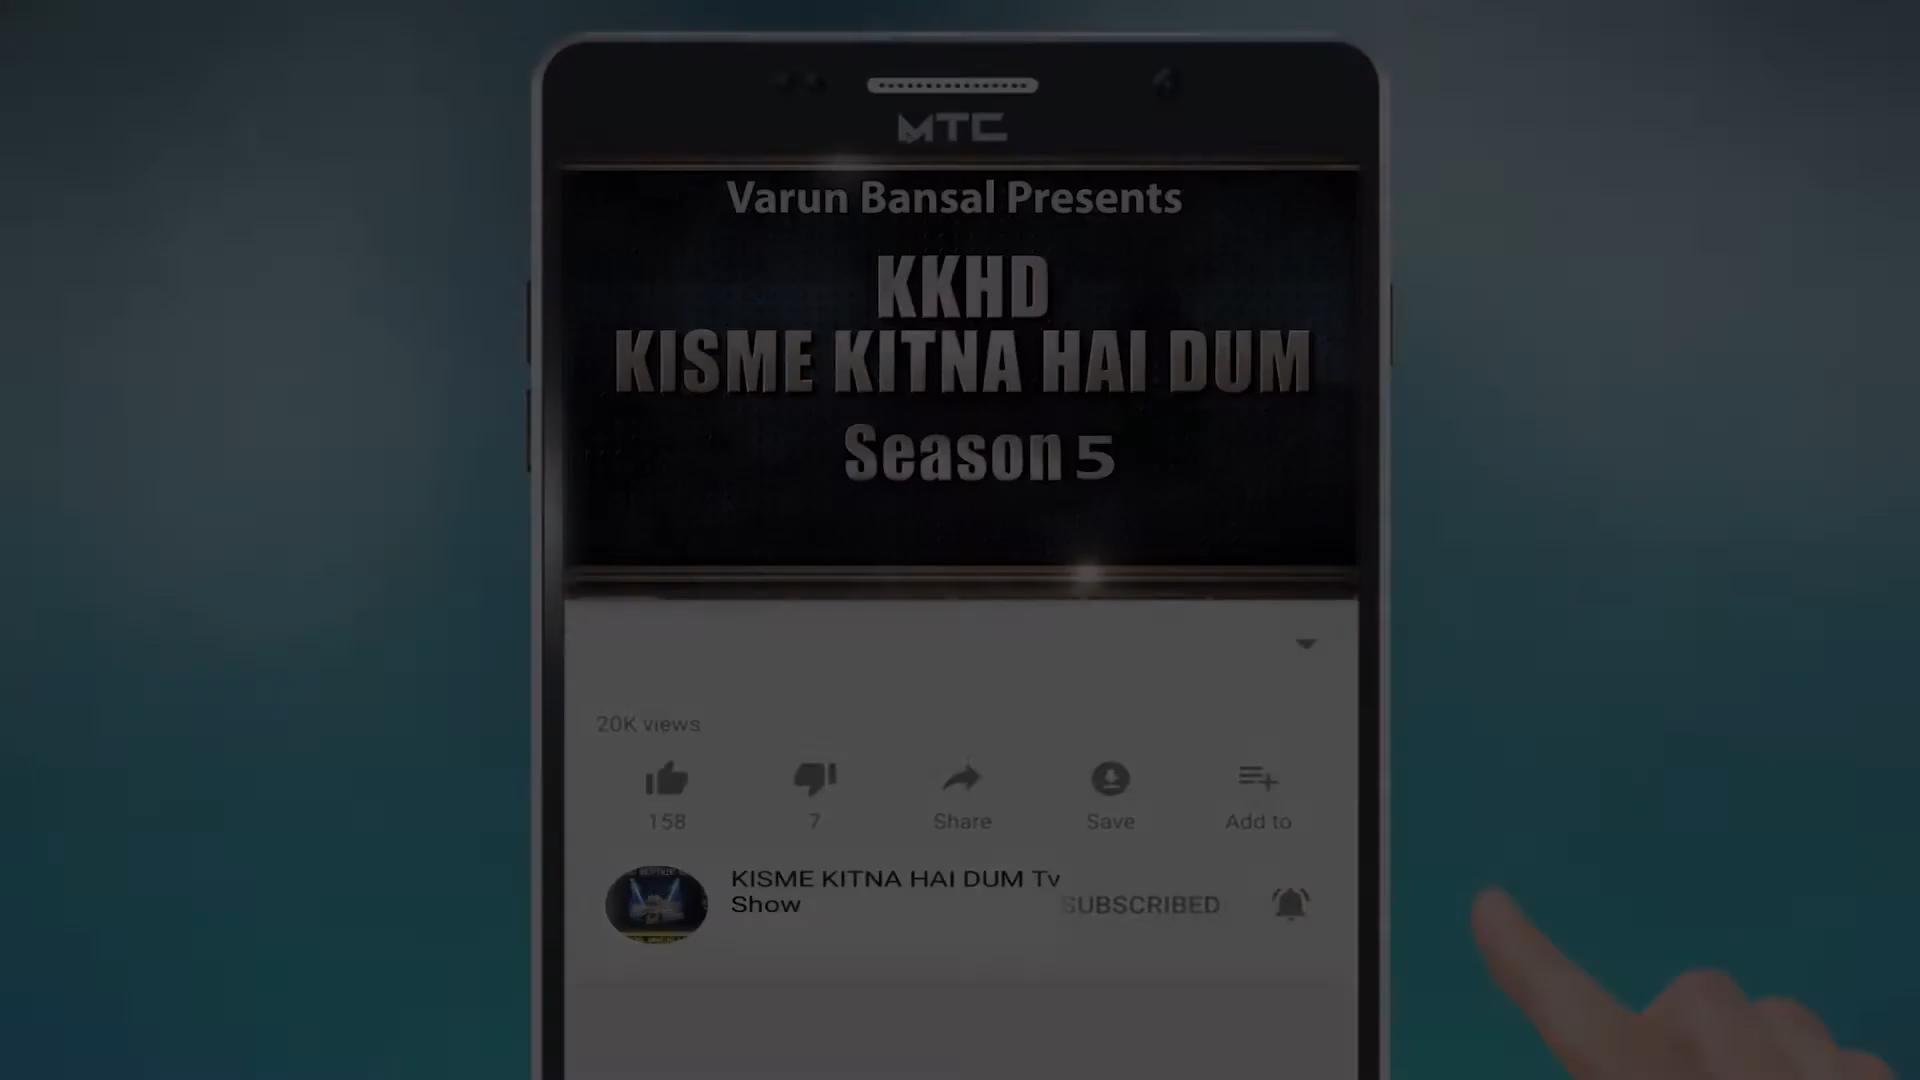 MTC
Varun Bansal Presents
KKHD
KISME KITNA HAI DUM
Season 5
20K views
158
7
Share
Save
Add to
KISME KITNA HAI DUM Tv
Show
SUBSCRIBED